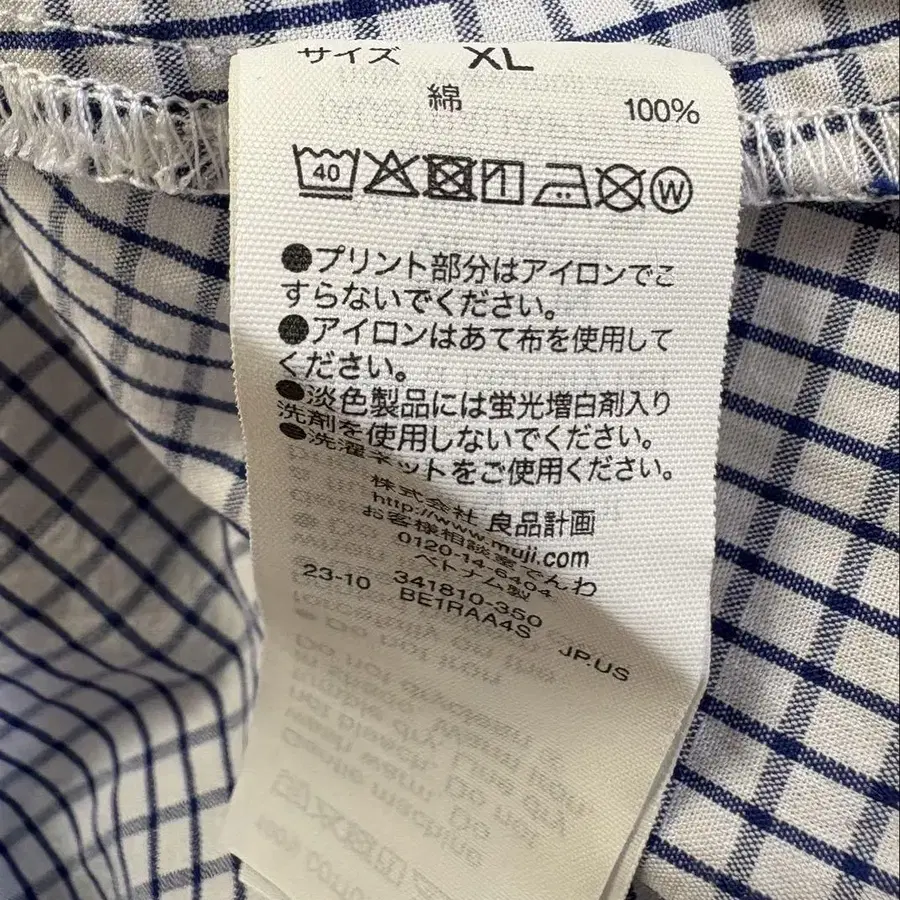 サイズ XL
綿 100%
40 W
●プリント部分はアイロンでこ
すらないでください。
●アイロンはあて布を使用して
ください。
●淡色製品には蛍光増白剤入り
洗剤を使用しないでください。
●洗濯ネットをご使用ください。
株式会社 良品計画
http://www.muji.com
お客様相談室でんわ
0120-14-6404
ベトナム製
23-10 341810-350
BE1RAA4S JP.US